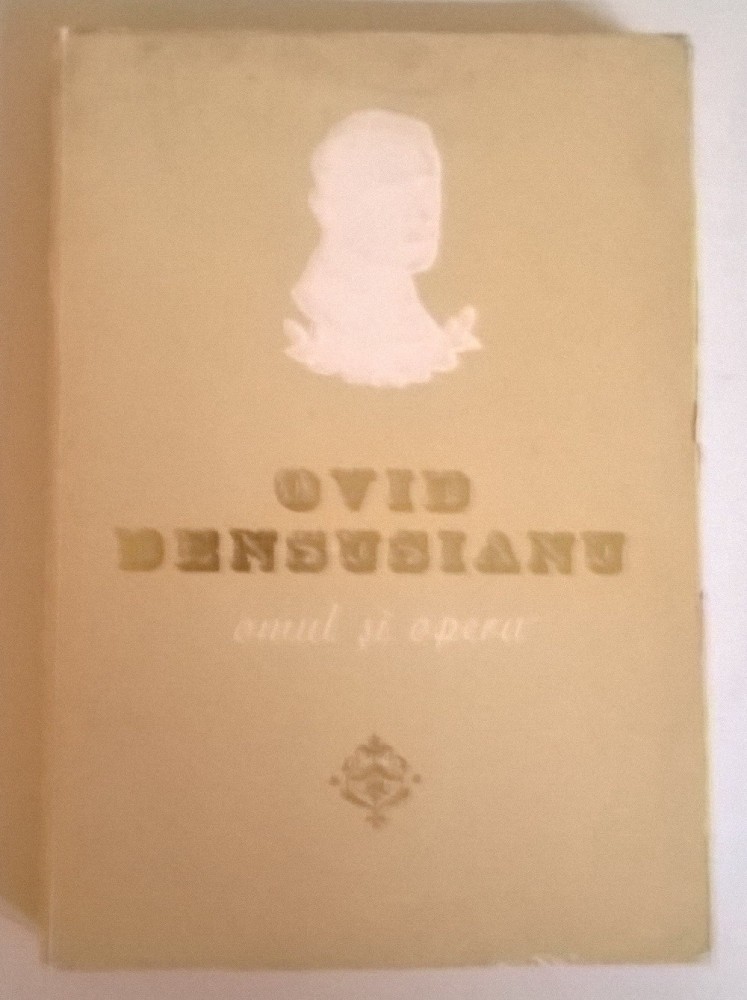 OVID
DENSUSIANU
omul și opera